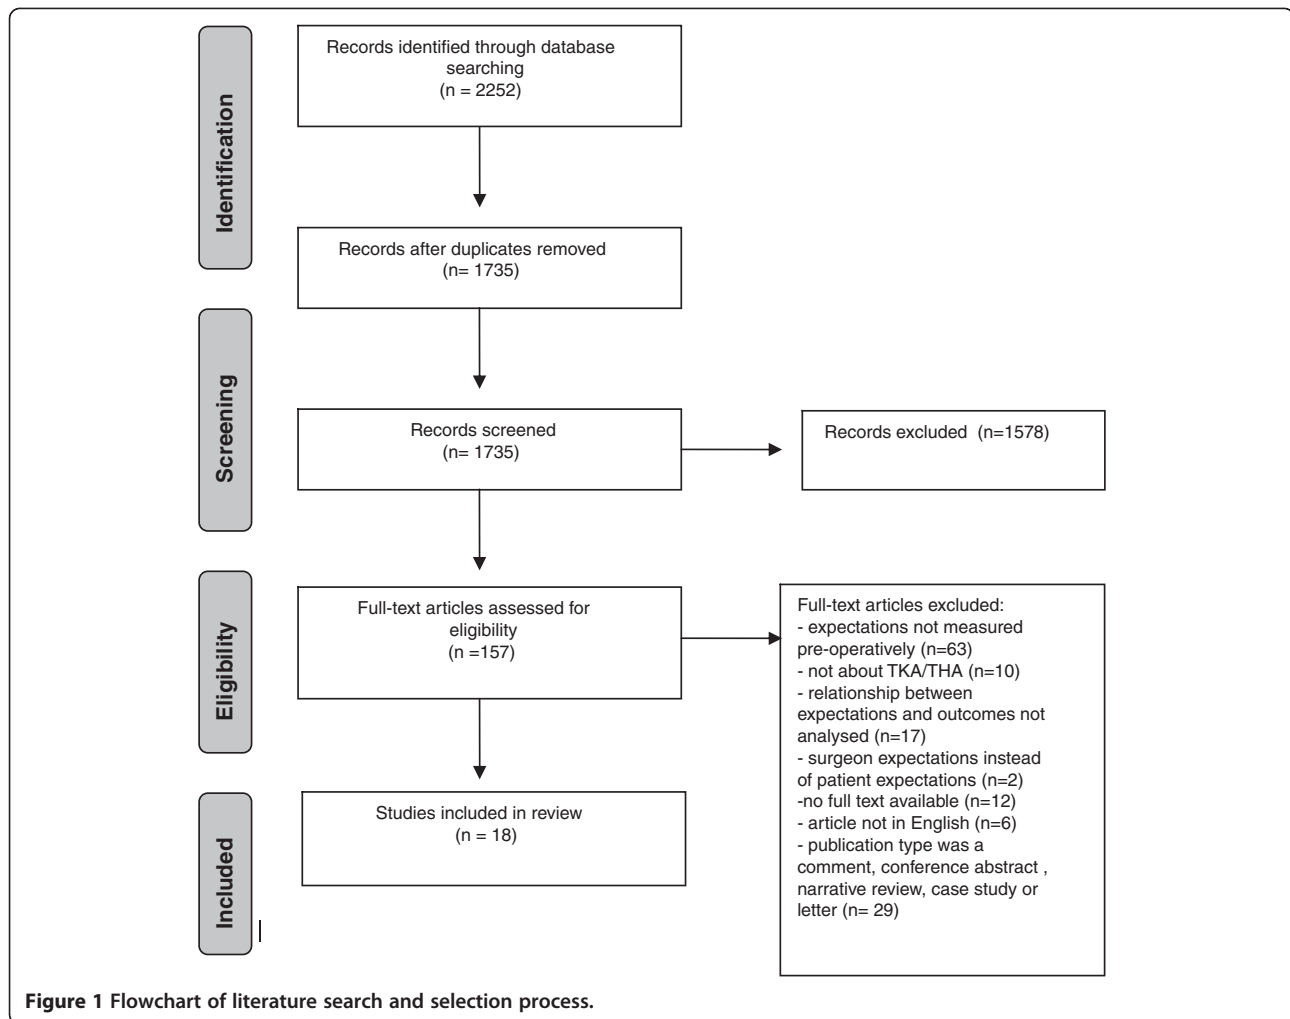 Identification
Records identified through database
searching
(n = 2252)
Records after duplicates removed
(n= 1735)
Screening
Records screened
(n= 1735)
Records excluded (n=1578)
Eligibility
Full-text articles assessed for
eligibility
(n =157)
Full-text articles excluded:
- expectations not measured
pre-operatively (n=63)
- not about TKA/THA (n=10)
- relationship between
expectations and outcomes not
analysed (n=17)
- surgeon expectations instead
of patient expectations (n=2)
-no full text available (n=12)
- article not in English (n=6)
- publication type was a
comment, conference abstract ,
narrative review, case study or
letter (n= 29)
Included
Studies included in review
(n = 18)
Figure 1 Flowchart of literature search and selection process.